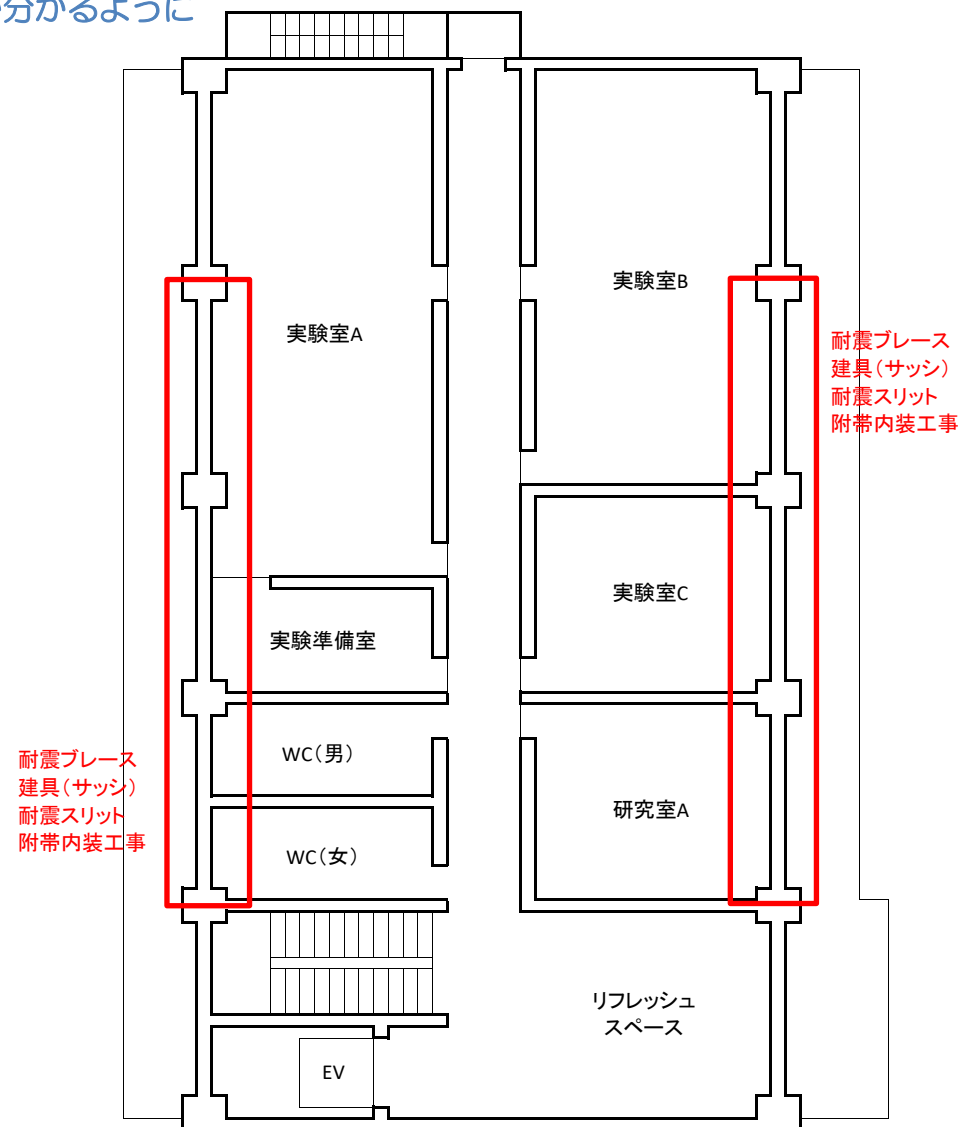 分かるように
実験室B
実験室A
耐震ブレース
建具(サッシ)
耐震スリット
附帯内装工事
実験室C
実験準備室
WC(男)
耐震ブレース
建具(サッシ)
耐震スリット
附帯内装工事
研究室A
WC(女)
リフレッシュ
スペース
EV